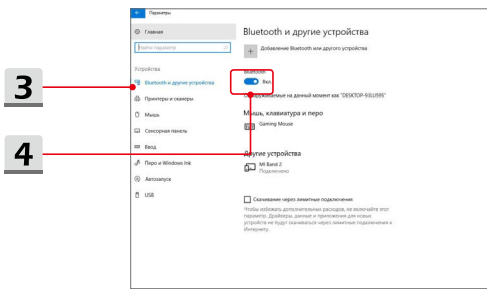 Параметры
Главная
Найти параметр
Устройства
Bluetooth и другие устройства
Принтеры и сканеры
Мышь
Сенсорная панель
Ввод
Перо и Windows Ink
Автозапуск
USB
3
4
Bluetooth и другие устройства
Добавление Bluetooth или другого устройства
Bluetooth
Вкл.
Обнаруживаемые на данный момент как
Мышь, клавиатура и перо
Gaming Mouse
Другие устройства
MI Band 2
Подключено
Скачивание через лимитные подключения
Чтобы избежать дополнительных расходов, не включайте этот
параметр. Драйверы, данные и приложения для новых
устройств не будут скачиваться через лимитные подключения к
Интернету.